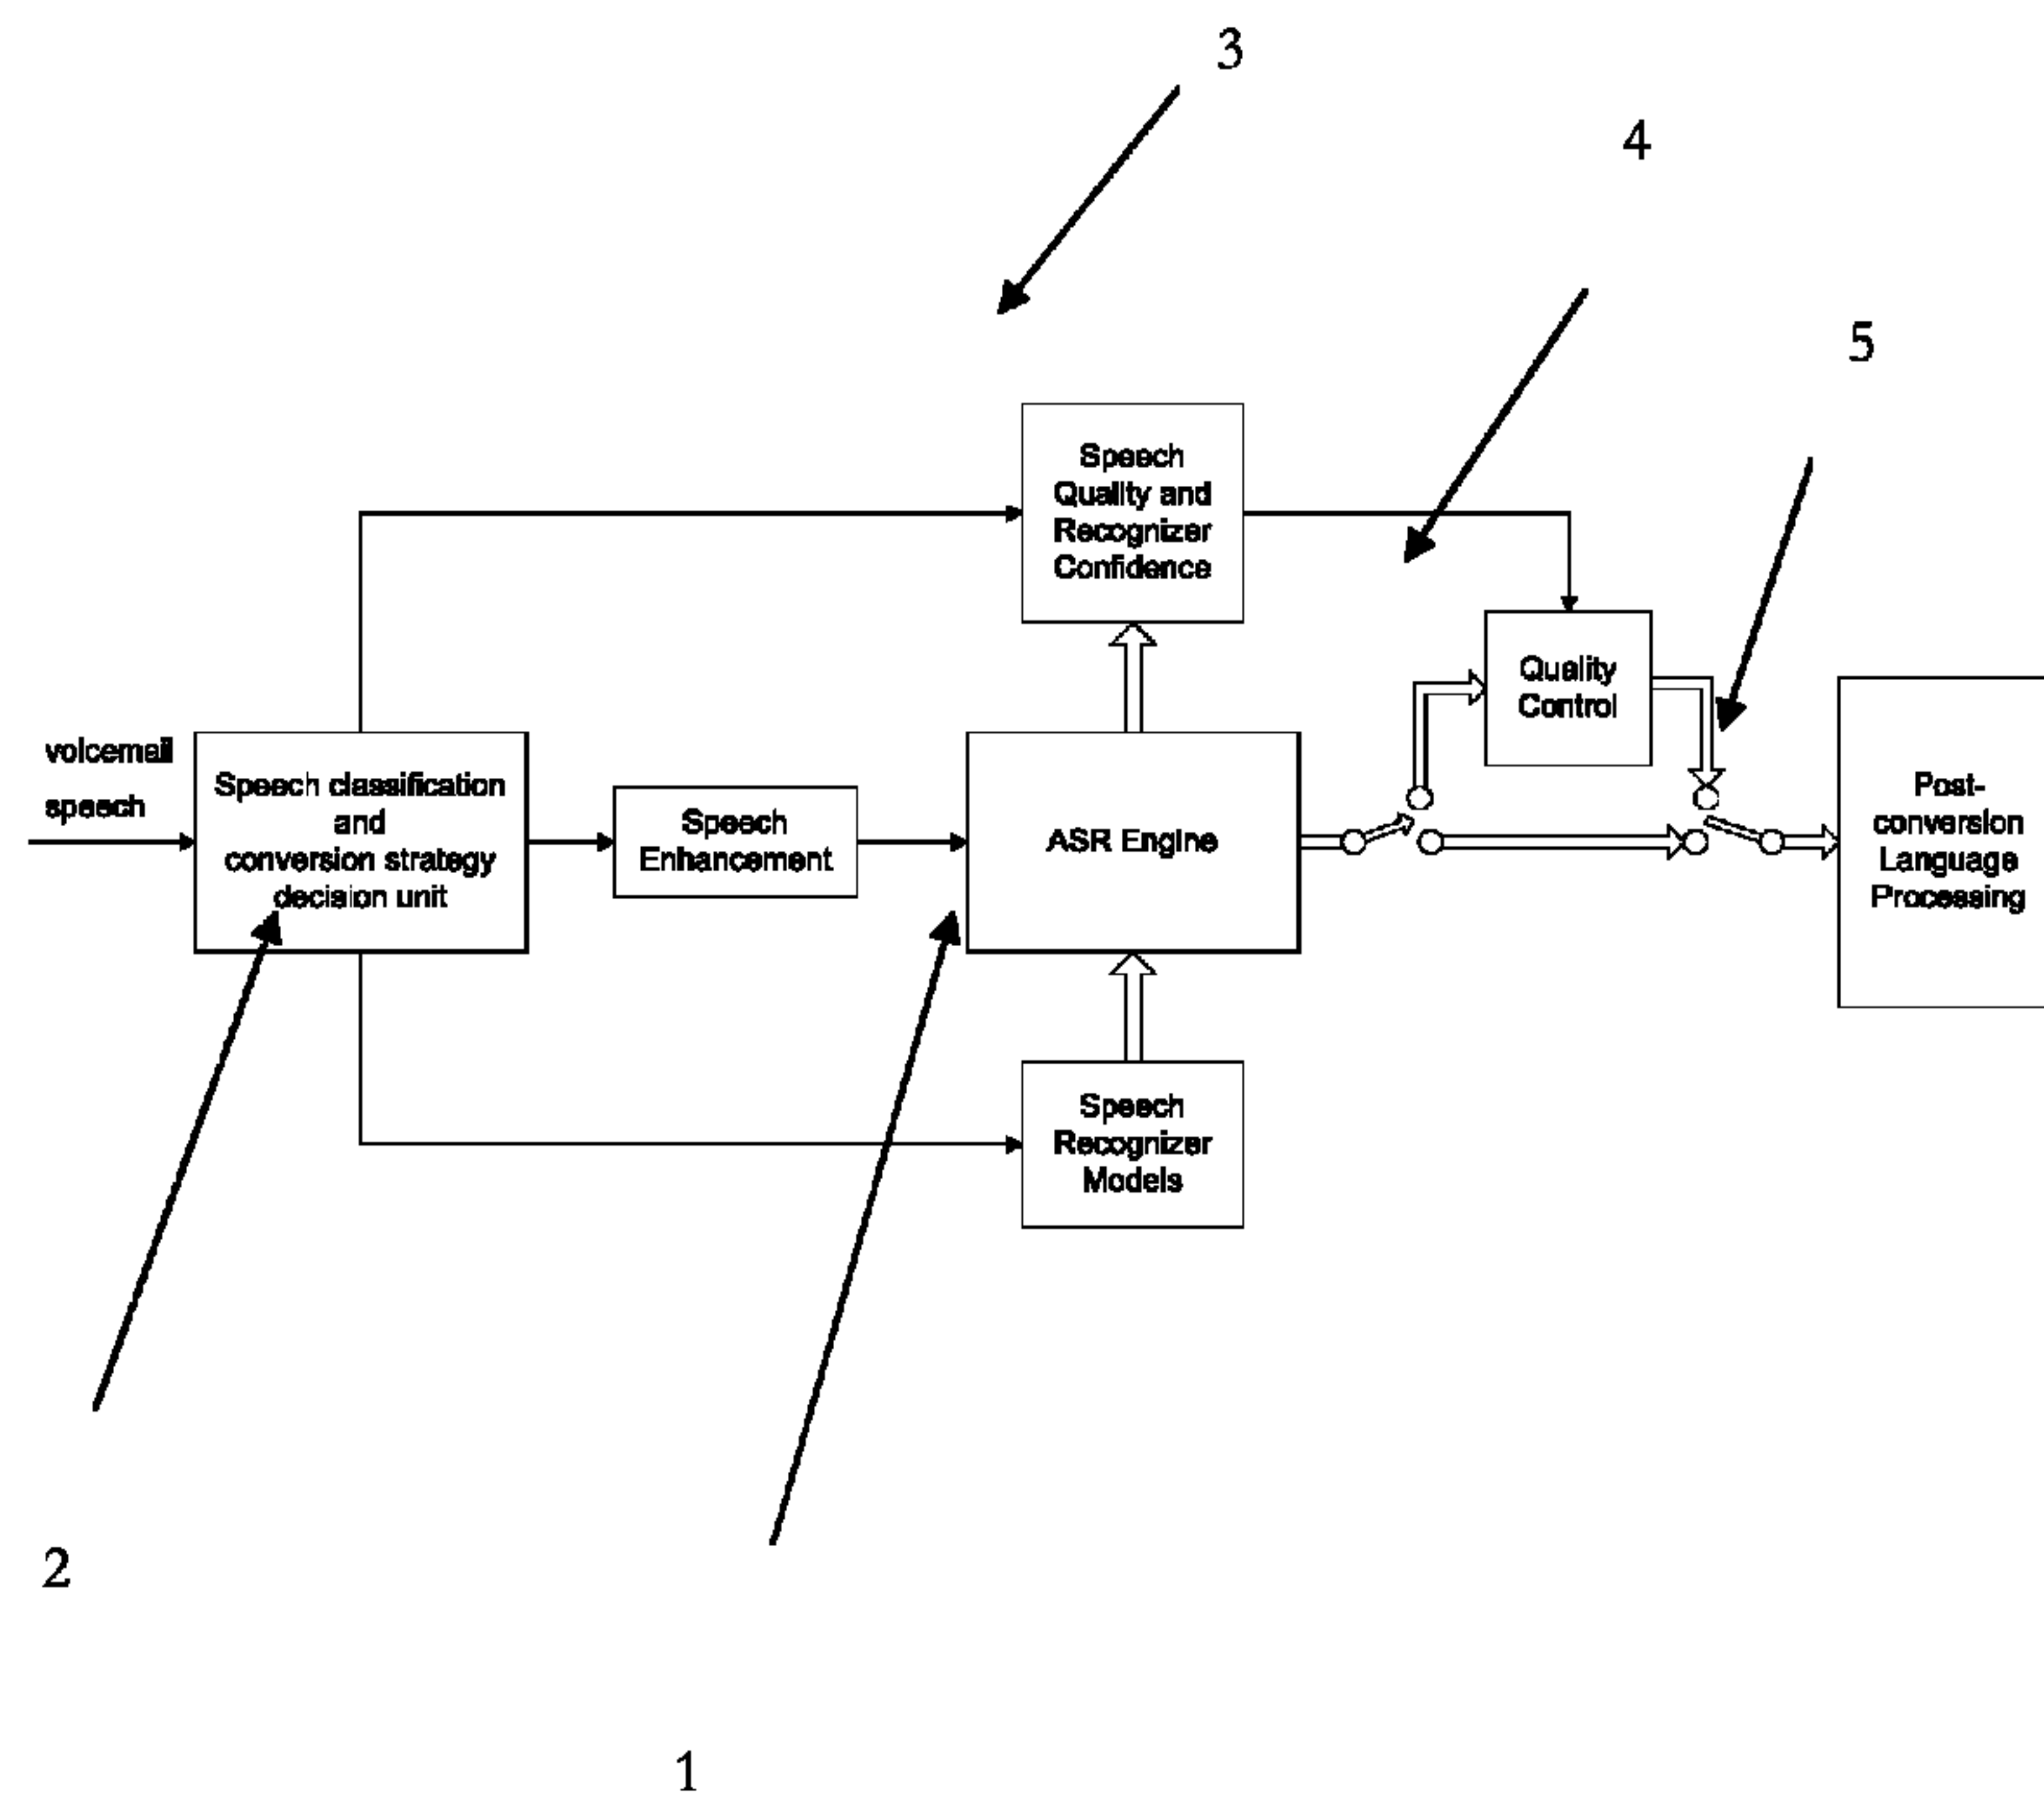 3
4
5
Speech
Quality and
Recognizer
Confidence
Quality
Control
voicemail
speech
Speech classification
and
conversion strategy
decision unit
Speech
Enhancement
ASR Engine
Post-
conversion
Language
Processing
Speech
Recognizer
Models
2
1